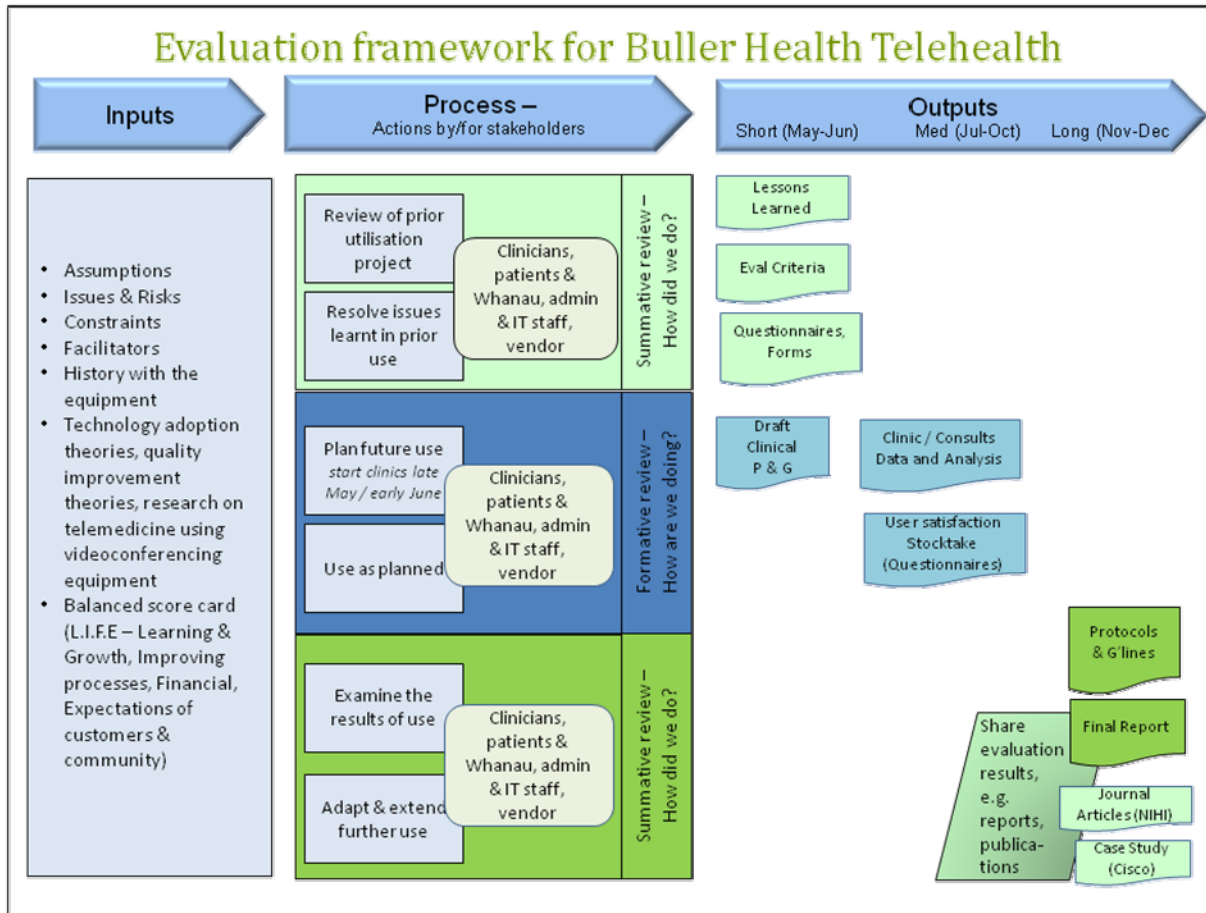 Evaluation framework for Buller Health Telehealth
Inputs
Process –
Actions by/for stakeholders
Outputs
Short (May-Jun)
Med (Jul-Oct)
Long (Nov-Dec
• Assumptions
• Issues & Risks
• Constraints
• Facilitators
• History with the
equipment
• Technology adoption
theories, quality
improvement
theories, research on
telemedicine using
videoconferencing
equipment
• Balanced score card
(L.I.F.E – Learning &
Growth, Improving
processes, Financial,
Expectations of
customers &
community)
Review of prior
utilisation
project
Resolve issues
learnt in prior
use
Clinicians,
patients &
Whanau, admin
& IT staff,
vendor
Summative review –
How did we do?
Plan future use
start clinics late
May / early June
Use as planned
Clinicians,
patients &
Whanau, admin
& IT staff,
vendor
Formative review –
How are we doing?
Examine the
results of use
Adapt & extend
further use
Clinicians,
patients &
Whanau, admin
& IT staff,
vendor
Summative review –
How did we do?
Lessons
Learned
Eval Criteria
Questionnaires,
Forms
Draft
Clinical
P & G
Clinic / Consults
Data and Analysis
User satisfaction
Stocktake
(Questionnaires)
Protocols
& G'lines
Share
evaluation
results,
e.g.
reports,
publica-
tions
Final Report
Journal
Articles (NIHI)
Case Study
(Cisco)